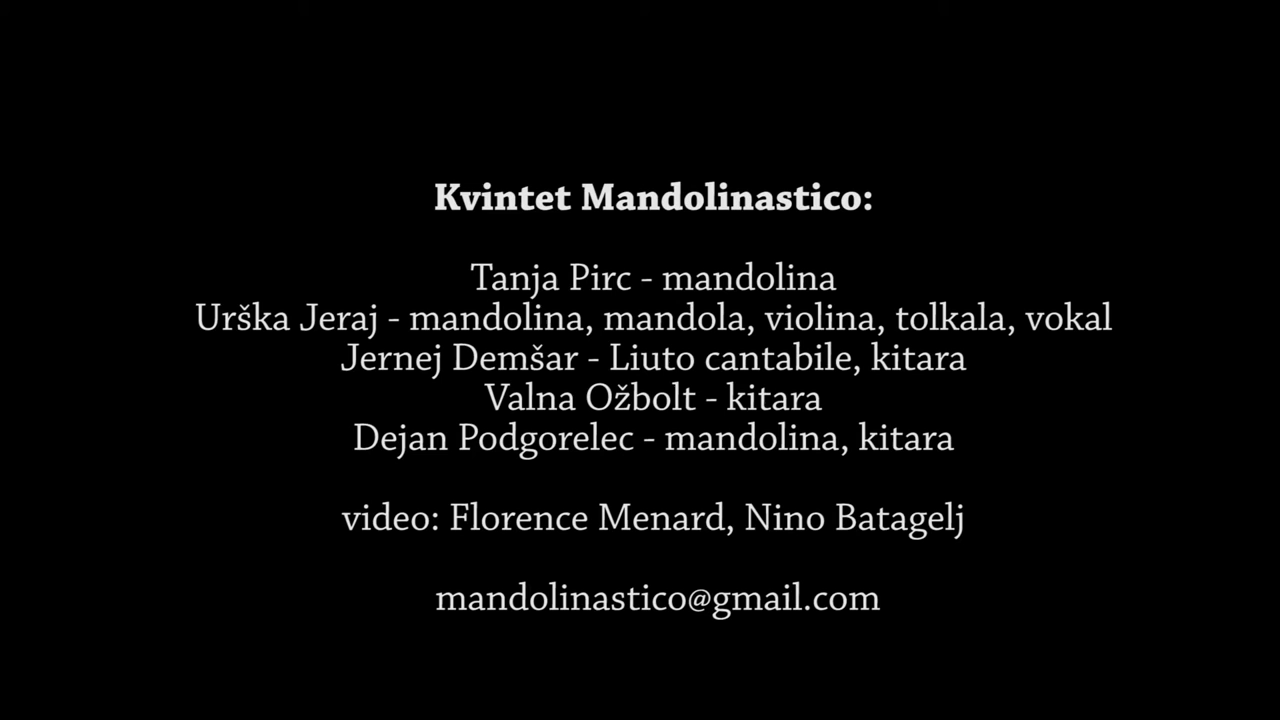 Kvintet Mandolinastico:
Tanja Pirc - mandolina
Urška Jeraj - mandolina, mandola, violina, tolkala, vokal
Jernej Demšar - Liuto cantabile, kitara
Valna Ožbolt - kitara
Dejan Podgorelec - mandolina, kitara
video: Florence Menard, Nino Batagelj
mandolinastico@gmail.com